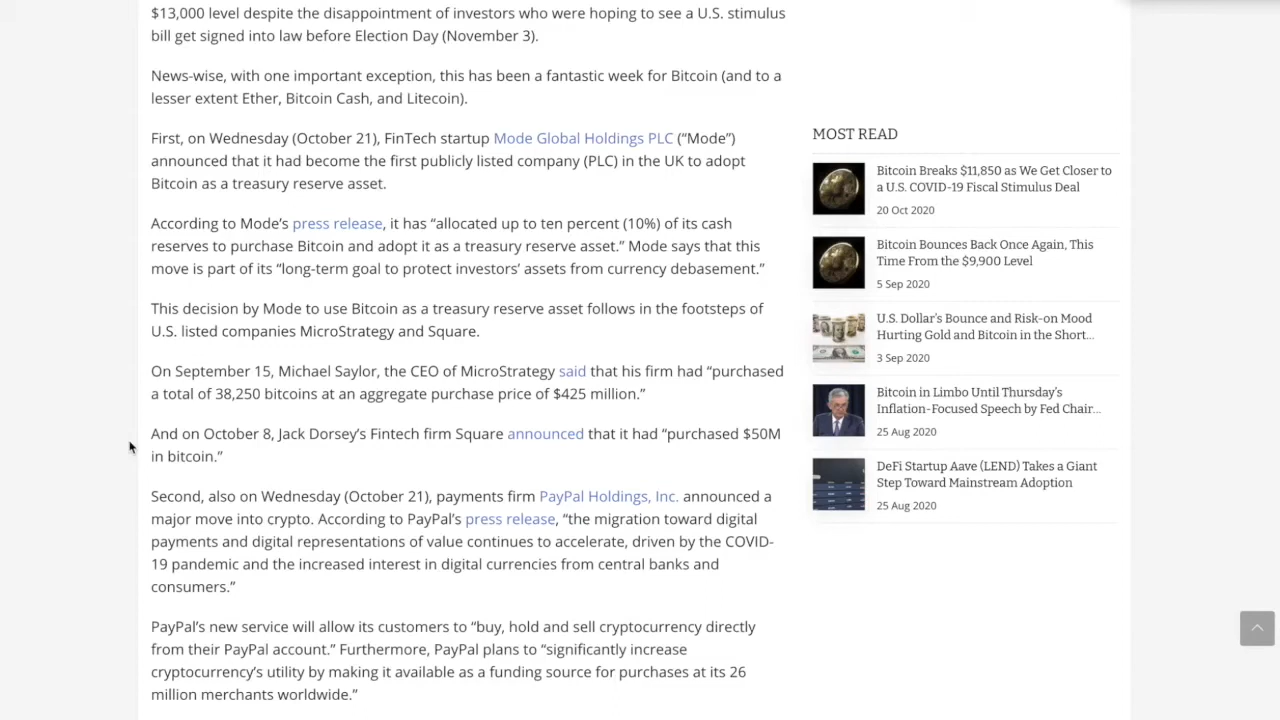 $13,000 level despite the disappointment of investors who were hoping to see a U.S. stimulus
bill get signed into law before Election Day (November 3).
News-wise, with one important exception, this has been a fantastic week for Bitcoin (and to a
lesser extent Ether, Bitcoin Cash, and Litecoin).
First, on Wednesday (October 21), FinTech startup Mode Global Holdings PLC (“Mode”)
announced that it had become the first publicly listed company (PLC) in the UK to adopt
Bitcoin as a treasury reserve asset.
According to Mode’s press release, it has “allocated up to ten percent (10%) of its cash
reserves to purchase Bitcoin and adopt it as a treasury reserve asset.” Mode says that this
move is part of its “long-term goal to protect investors’ assets from currency debasement.”
This decision by Mode to use Bitcoin as a treasury reserve asset follows in the footsteps of
U.S. listed companies MicroStrategy and Square.
On September 15, Michael Saylor, the CEO of MicroStrategy said that his firm had “purchased
a total of 38,250 bitcoins at an aggregate purchase price of $425 million.”
And on October 8, Jack Dorsey’s Fintech firm Square announced that it had “purchased $50M
in bitcoin.”
Second, also on Wednesday (October 21), payments firm PayPal Holdings, Inc. announced a
major move into crypto. According to PayPal’s press release, “the migration toward digital
payments and digital representations of value continues to accelerate, driven by the COVID-
19 pandemic and the increased interest in digital currencies from central banks and
consumers.”
PayPal’s new service will allow its customers to “buy, hold and sell cryptocurrency directly
from their PayPal account.” Furthermore, PayPal plans to “significantly increase
cryptocurrency’s utility by making it available as a funding source for purchases at its 26
million merchants worldwide.”
MOST READ
Bitcoin Breaks $11,850 as We Get Closer to
a U.S. COVID-19 Fiscal Stimulus Deal
20 Oct 2020
Bitcoin Bounces Back Once Again, This
Time From the $9,900 Level
5 Sep 2020
U.S. Dollar’s Bounce and Risk-on Mood
Hurting Gold and Bitcoin in the Short...
3 Sep 2020
Bitcoin in Limbo Until Thursday’s
Inflation-Focused Speech by Fed Chair...
25 Aug 2020
DeFi Startup Aave (LEND) Takes a Giant
Step Toward Mainstream Adoption
25 Aug 2020